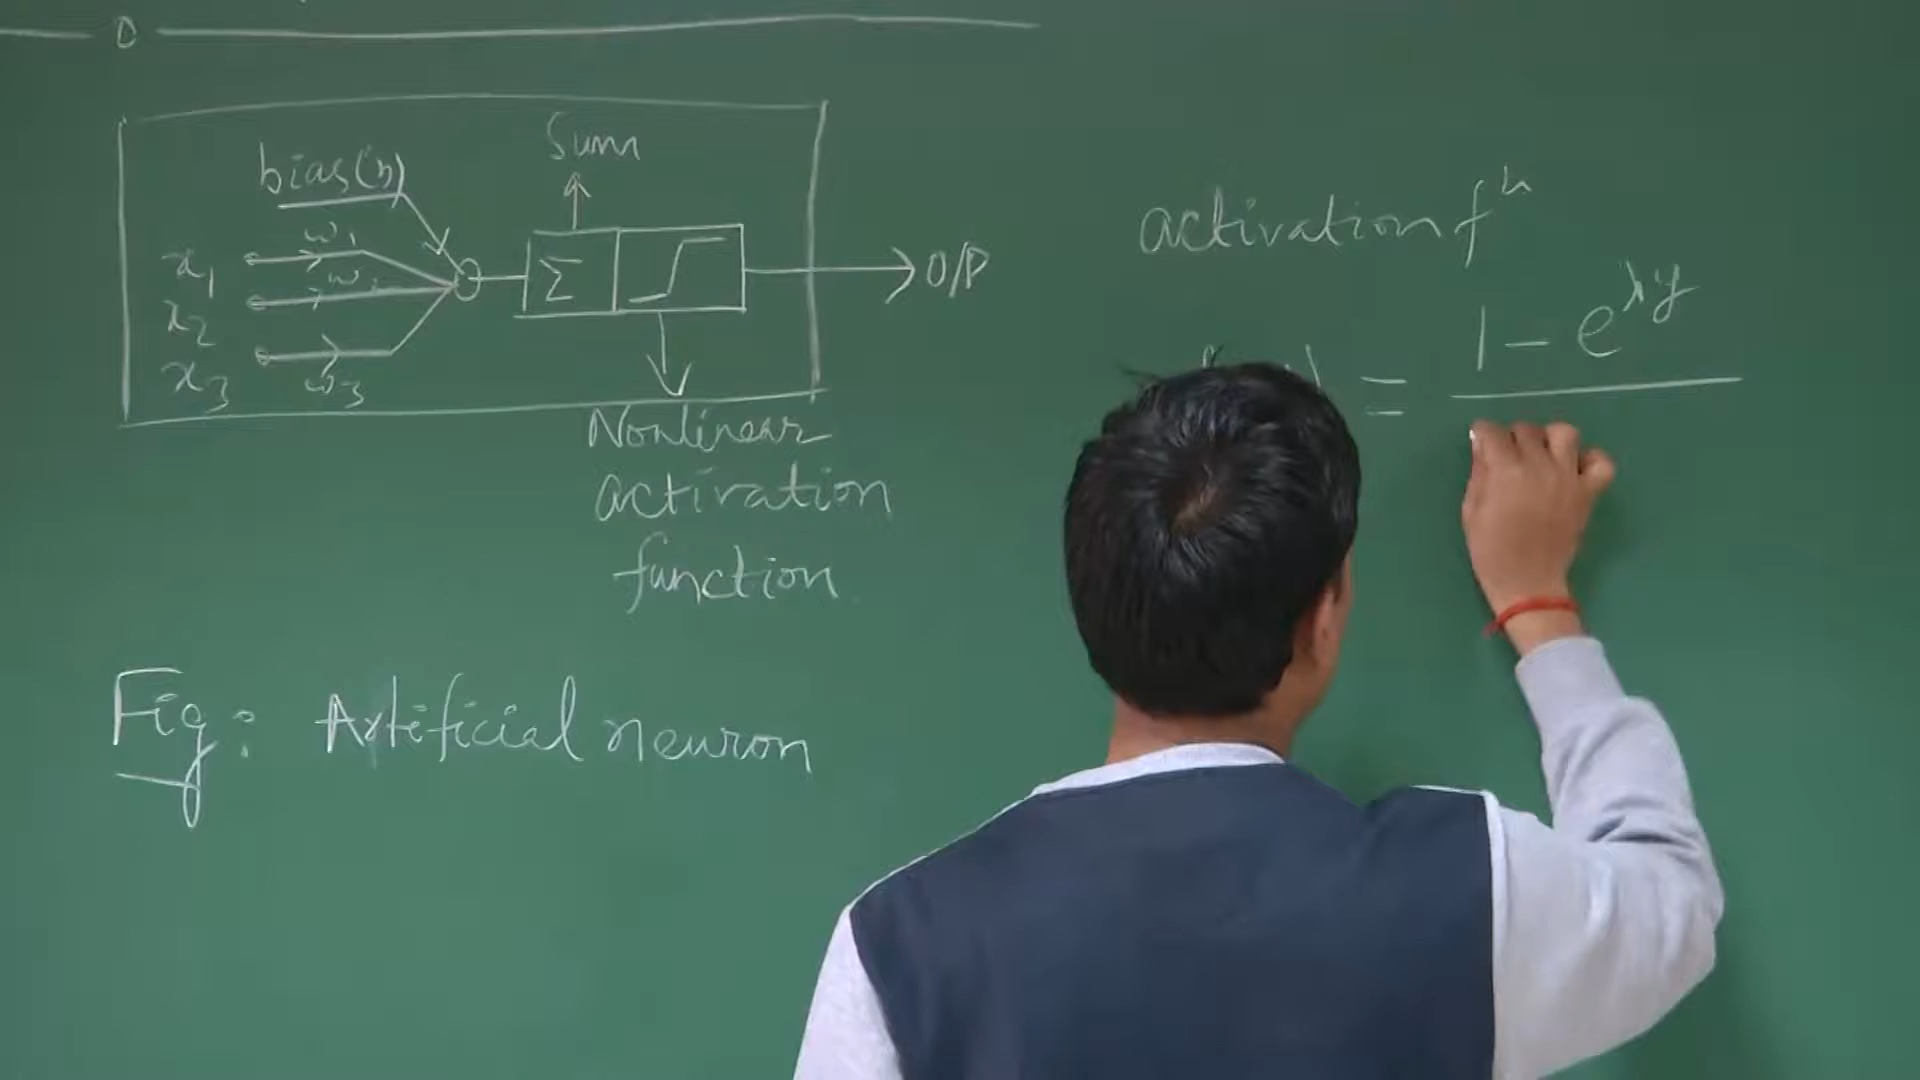 D
Sum
bias(b)
w₁
x₁
w₂
x₂
w₃
x₃
Σ
O/P
Nonlinear
activation
function
Fig: Artificial neuron
activation fⁿ
= 1 - e^λy